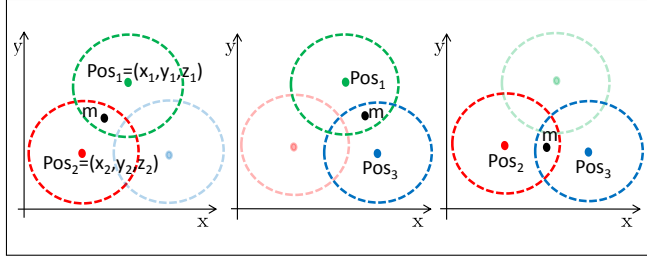 y
Pos₁=(x₁,y₁,z₁)
m
Pos₂=(x₂,y₂,z₂)
x
y
Pos₁
m
Pos₃
x
y
m
Pos₂
Pos₃
x